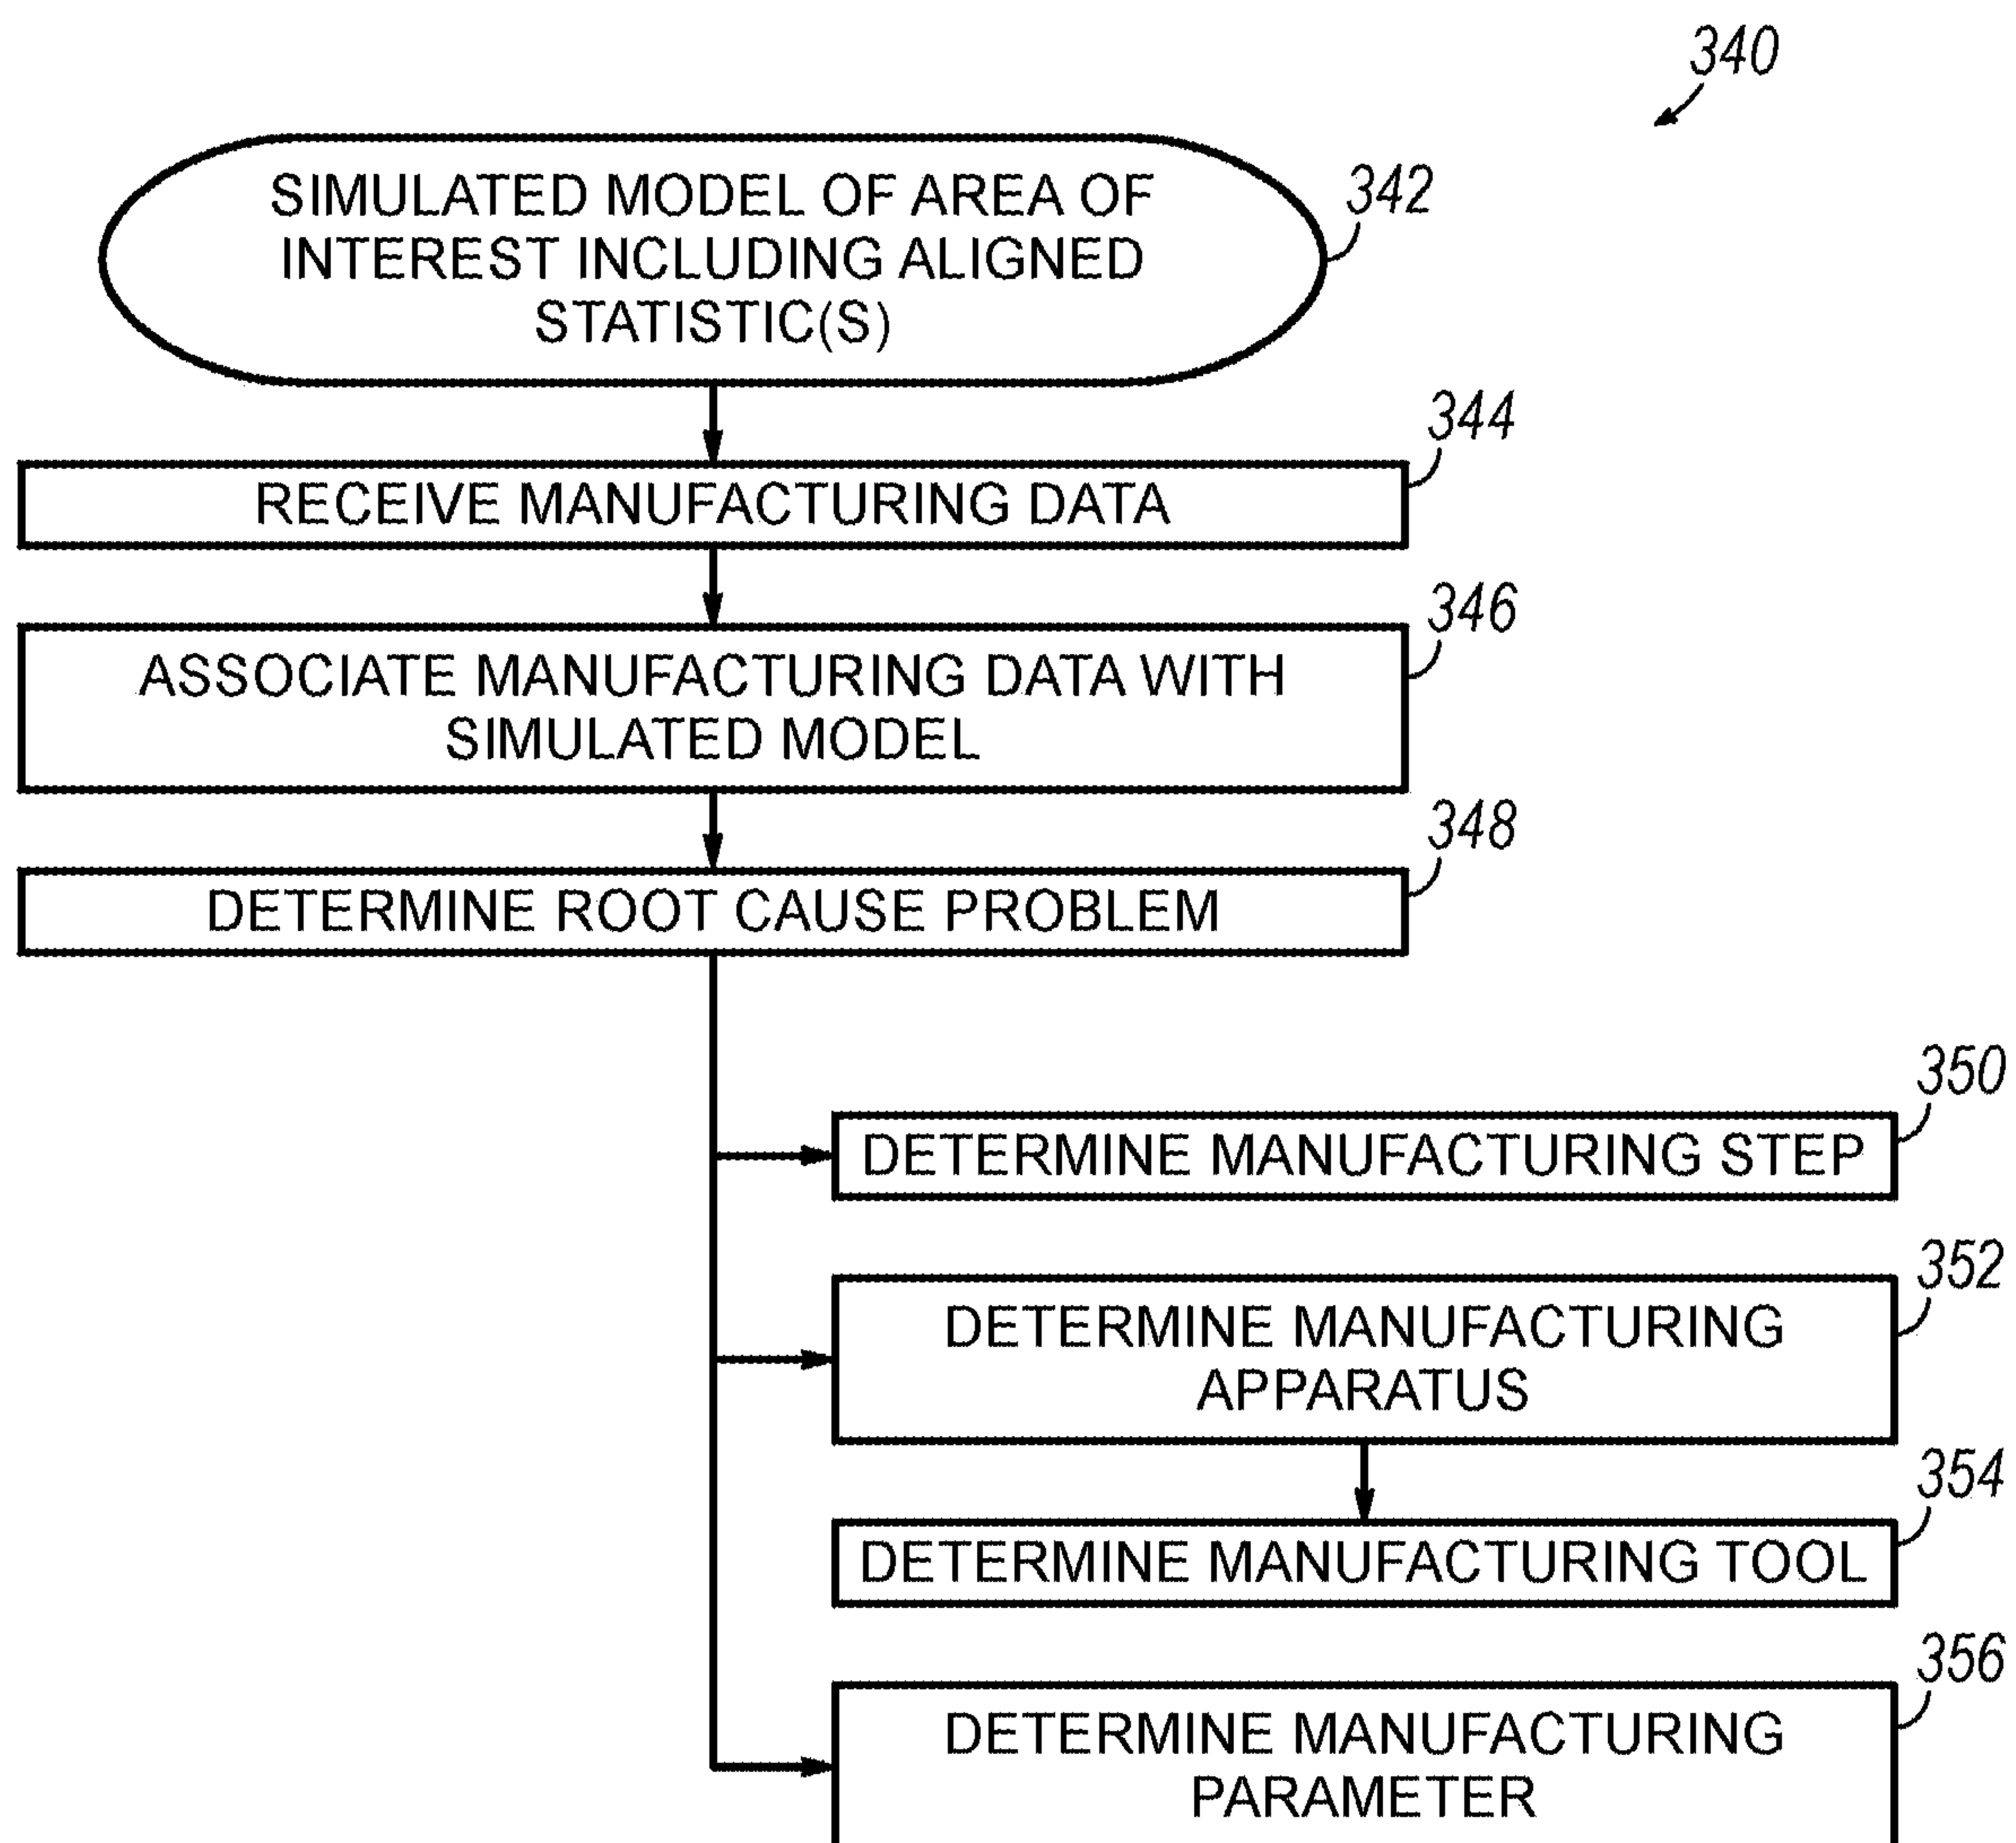 340
SIMULATED MODEL OF AREA OF
INTEREST INCLUDING ALIGNED
STATISTIC(S)
342
RECEIVE MANUFACTURING DATA
344
ASSOCIATE MANUFACTURING DATA WITH
SIMULATED MODEL
346
DETERMINE ROOT CAUSE PROBLEM
348
DETERMINE MANUFACTURING STEP
350
DETERMINE MANUFACTURING
APPARATUS
352
DETERMINE MANUFACTURING TOOL
354
DETERMINE MANUFACTURING
PARAMETER
356